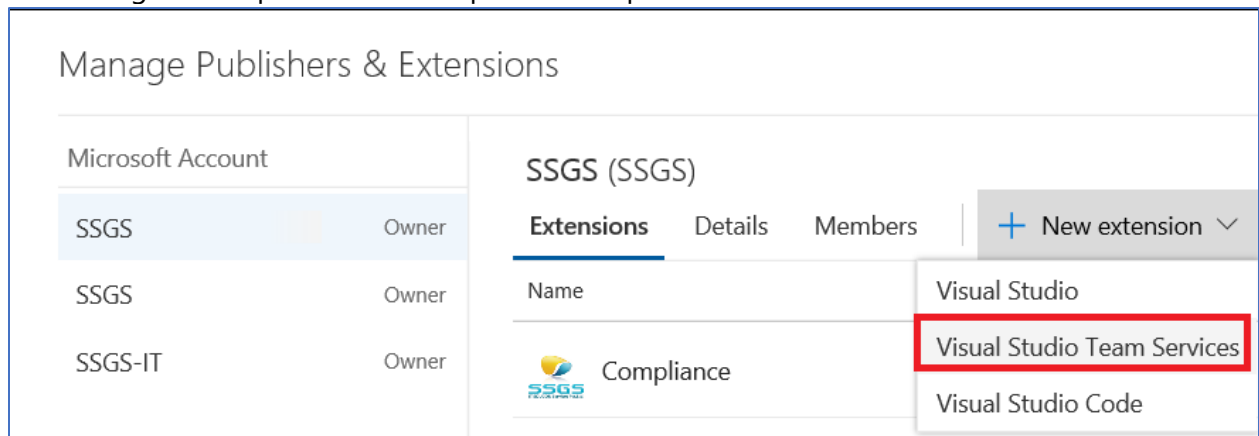 Manage Publishers & Extensions
Microsoft Account
SSGS Owner
SSGS Owner
SSGS-IT Owner
SSGS (SSGS)
Extensions Details Members + New extension
Name
SSGS
Compliance
Visual Studio
Visual Studio Team Services
Visual Studio Code